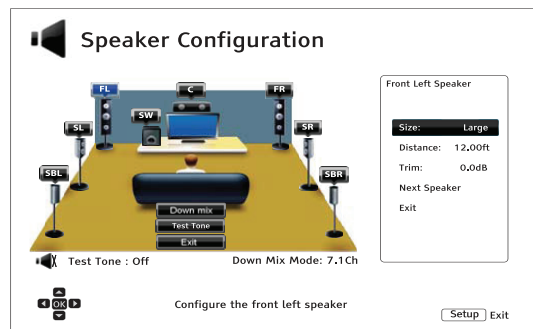 Speaker Configuration
FL
C
FR
SW
SL
SR
SBL
SBR
Down mix
Test Tone
Exit
Test Tone : Off
Down Mix Mode: 7.1Ch
Front Left Speaker
Size: Large
Distance: 12.00ft
Trim: 0.0dB
Next Speaker
Exit
OK
Configure the front left speaker
Setup Exit